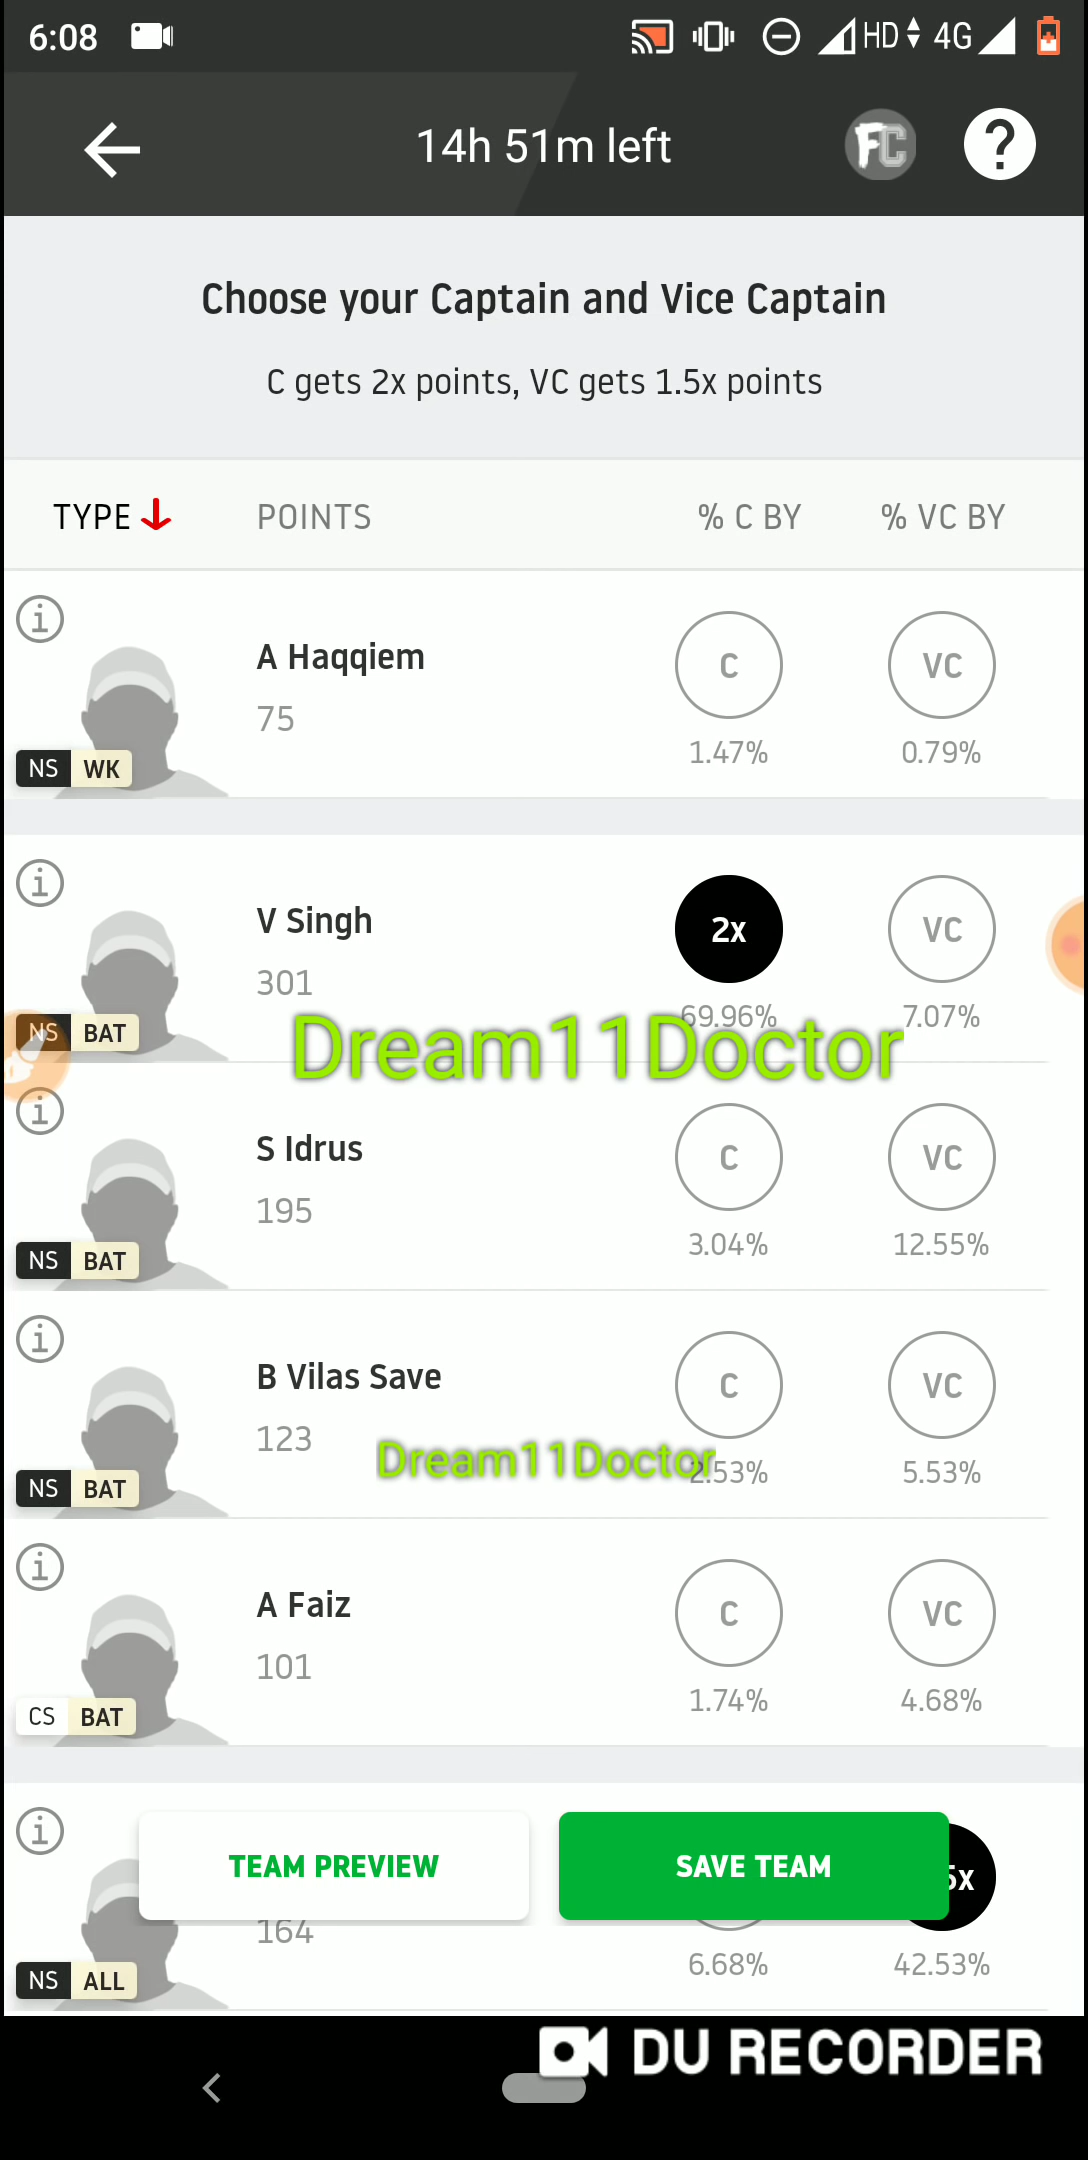 6:08 HD 4G
14h 51m left FC ?
Choose your Captain and Vice Captain
C gets 2x points, VC gets 1.5x points
TYPE POINTS % C BY % VC BY
i
A Haqqiem C VC
75
1.47% 0.79%
NS WK
i
V Singh 2x VC
301
69.96% 7.07%
NS BAT
Dream11Doctor
i
S Idrus C VC
195
3.04% 12.55%
NS BAT
i
B Vilas Save C VC
123
Dream11Doctor
2.53% 5.53%
NS BAT
i
A Faiz C VC
101
1.74% 4.68%
CS BAT
i
TEAM PREVIEW SAVE TEAM 5x
164
6.68% 42.53%
NS ALL
DU RECORDER